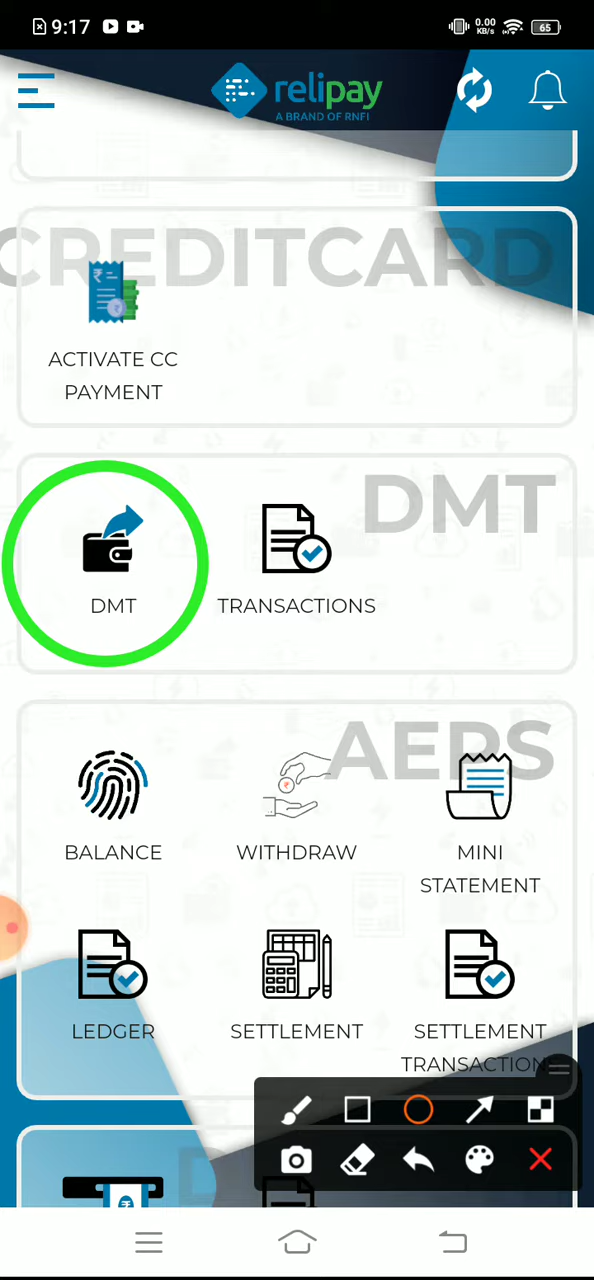 9:17
0.00
KB/s
65
relipay
A BRAND OF RNFI
CREDITCARD
ACTIVATE CC
PAYMENT
DMT
DMT
TRANSACTIONS
AEPS
BALANCE
WITHDRAW
MINI
STATEMENT
LEDGER
SETTLEMENT
SETTLEMENT
TRANSACTION